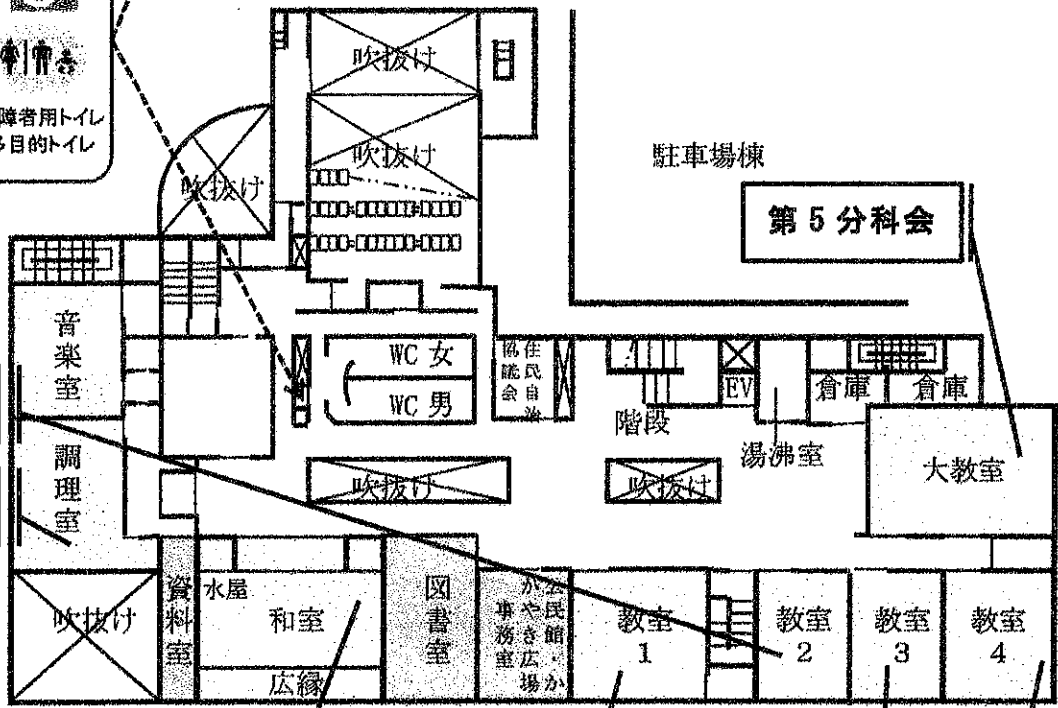 障者用トイレ
多目的トイレ
吹抜け
吹抜け
吹抜け
駐車場棟
第5分科会
音楽室
調理室
WC 女
WC 男
住民自治
協議会
階段
EV
湯沸室
倉庫
倉庫
大教室
吹抜け
吹抜け
吹抜け
資料室
水屋
和室
広縁
図書室
公民館・か
がやき広場
事務室
教室
1
教室
2
教室
3
教室
4